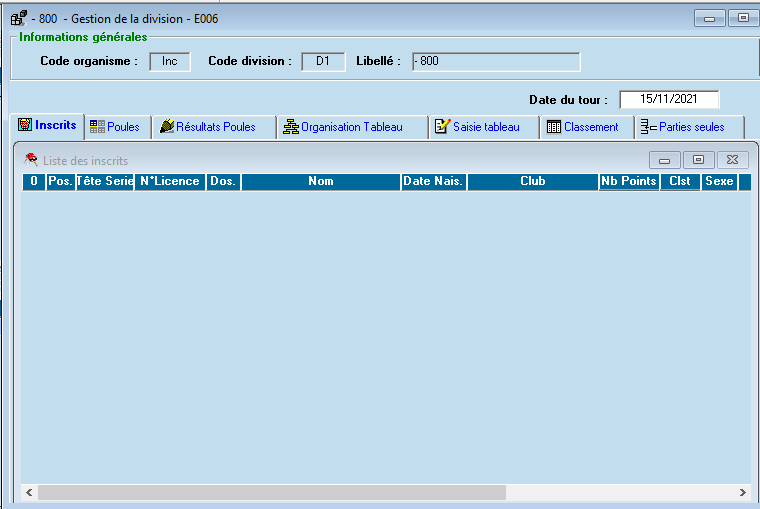 - 800 - Gestion de la division - E006
Informations générales
Code organisme : Inc Code division : D1 Libellé : - 800
Date du tour : 15/11/2021
Inscrits Poules Résultats Poules Organisation Tableau Saisie tableau Classement Parties seules
Liste des inscrits
0 Pos. Tête Serie N°Licence Dos. Nom Date Nais. Club Nb Points Clst Sexe